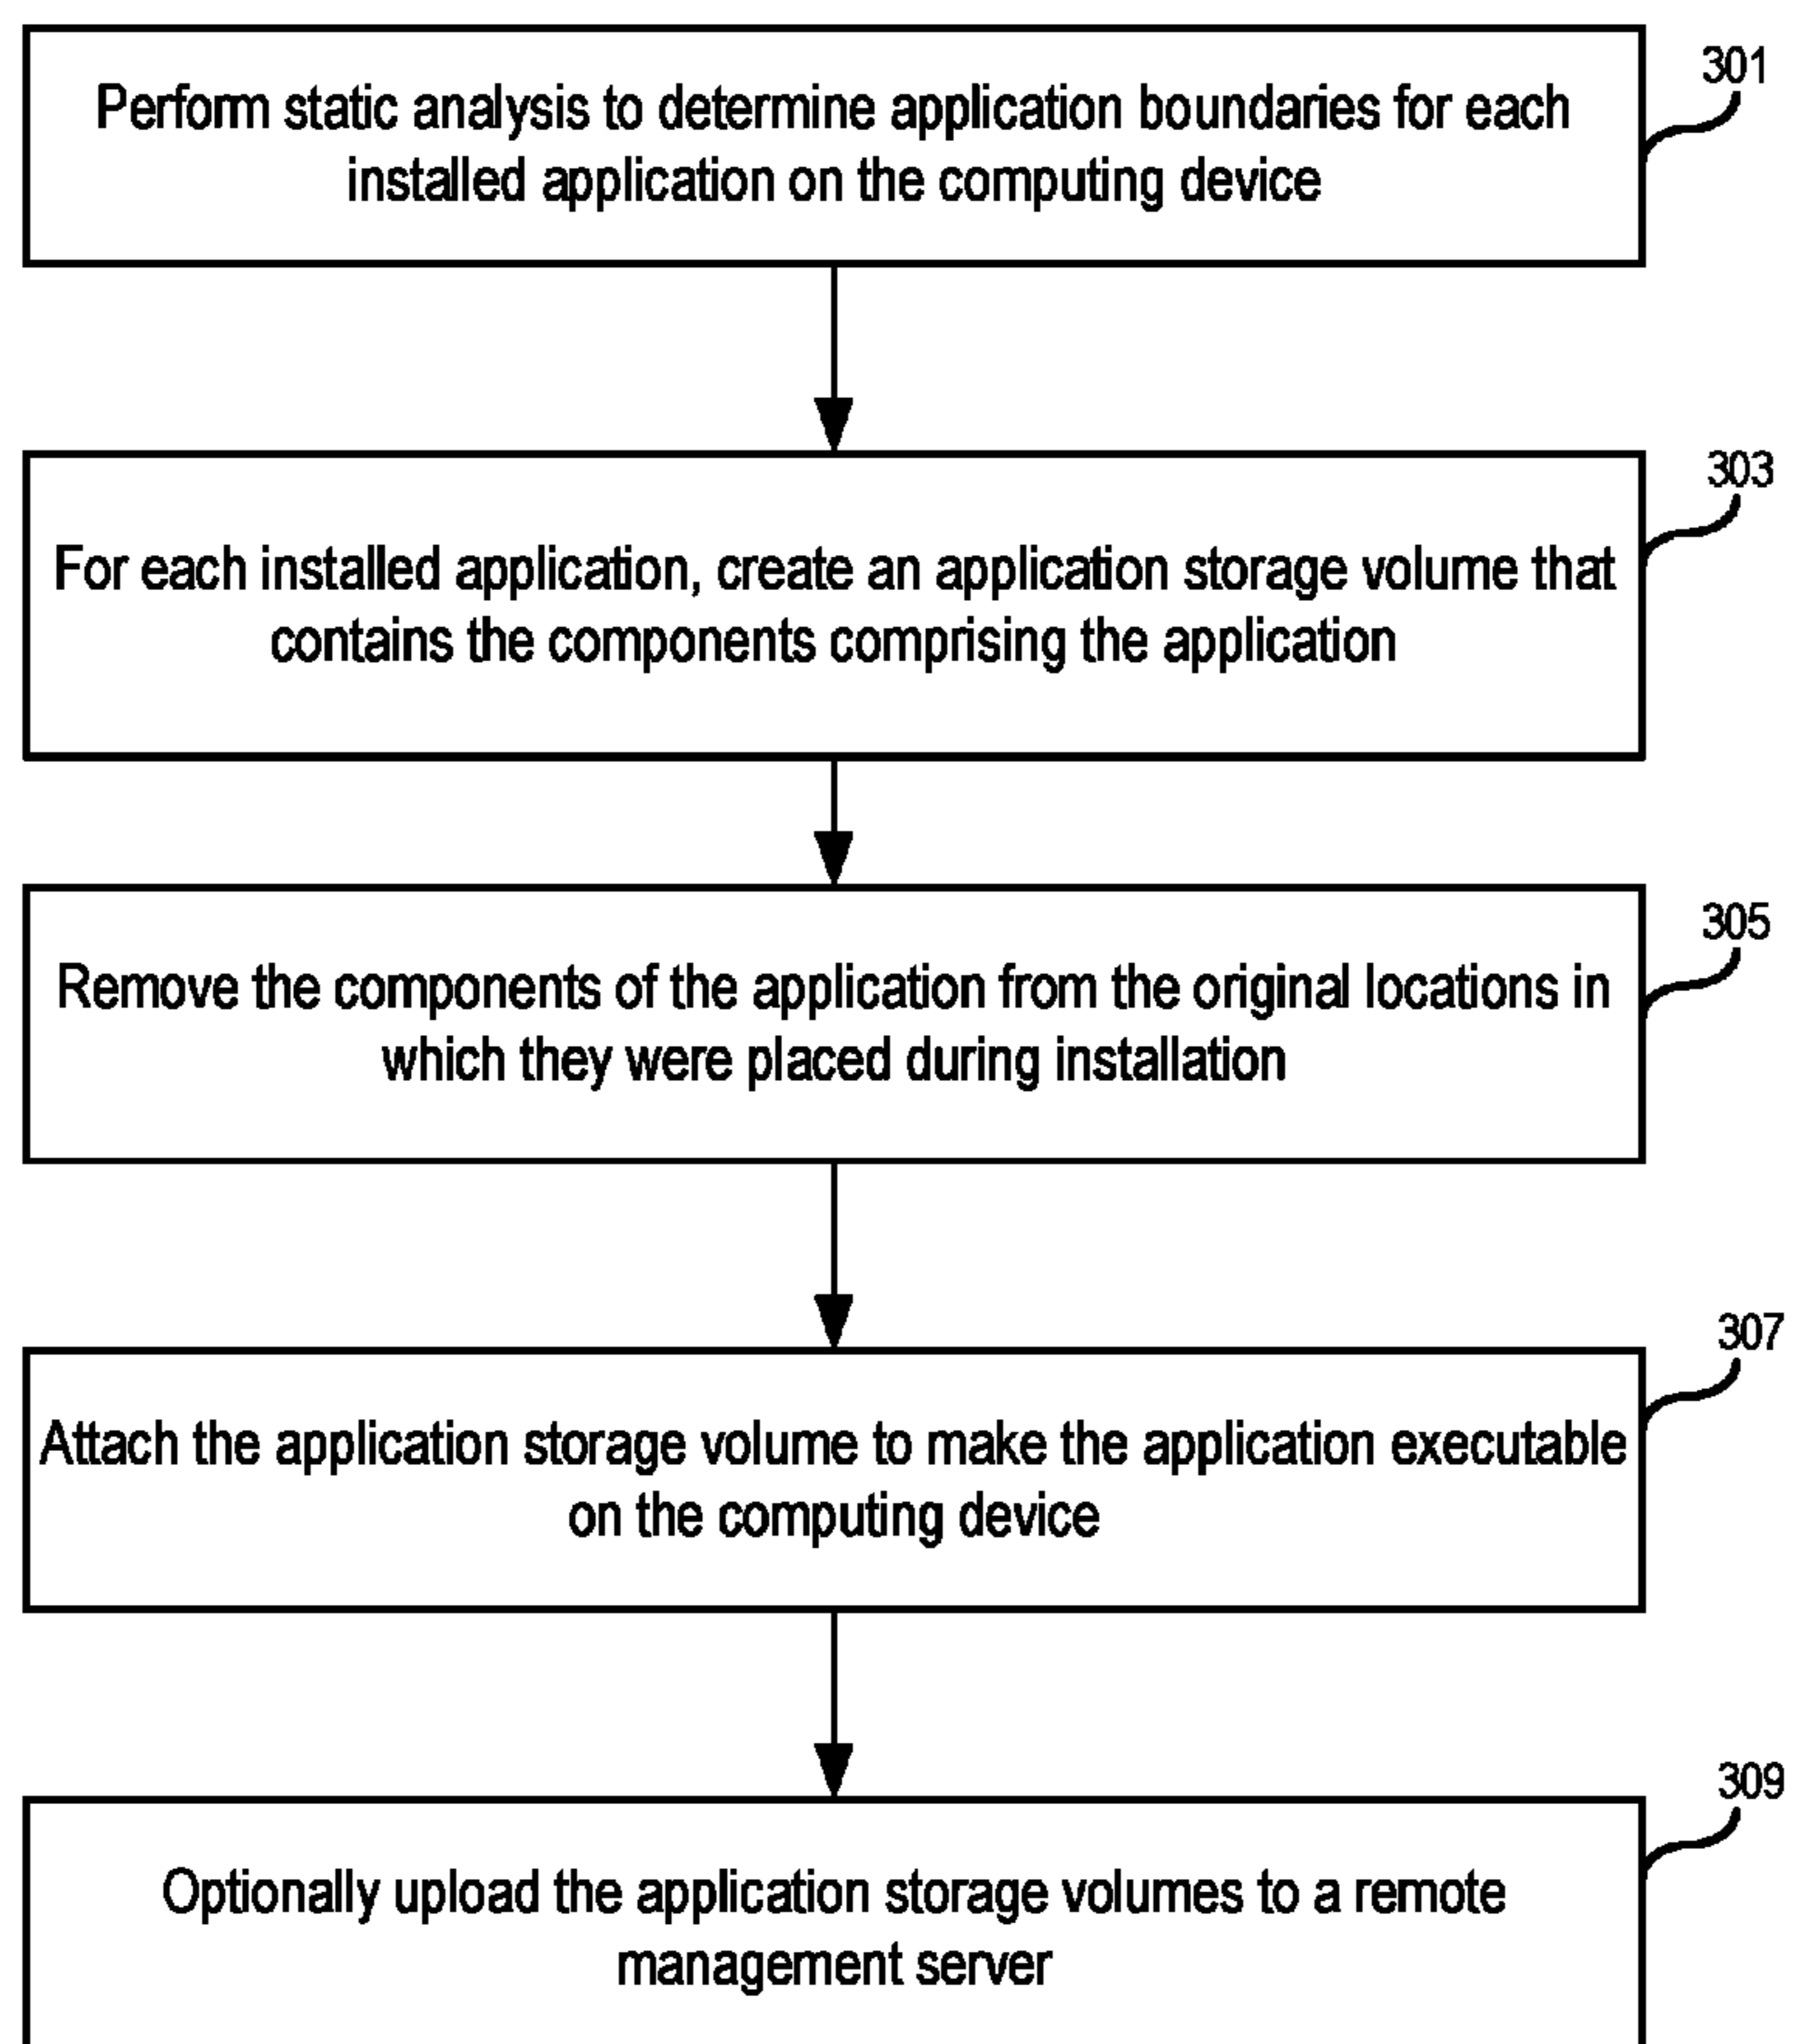 301
Perform static analysis to determine application boundaries for each
installed application on the computing device
303
For each installed application, create an application storage volume that
contains the components comprising the application
305
Remove the components of the application from the original locations in
which they were placed during installation
307
Attach the application storage volume to make the application executable
on the computing device
309
Optionally upload the application storage volumes to a remote
management server